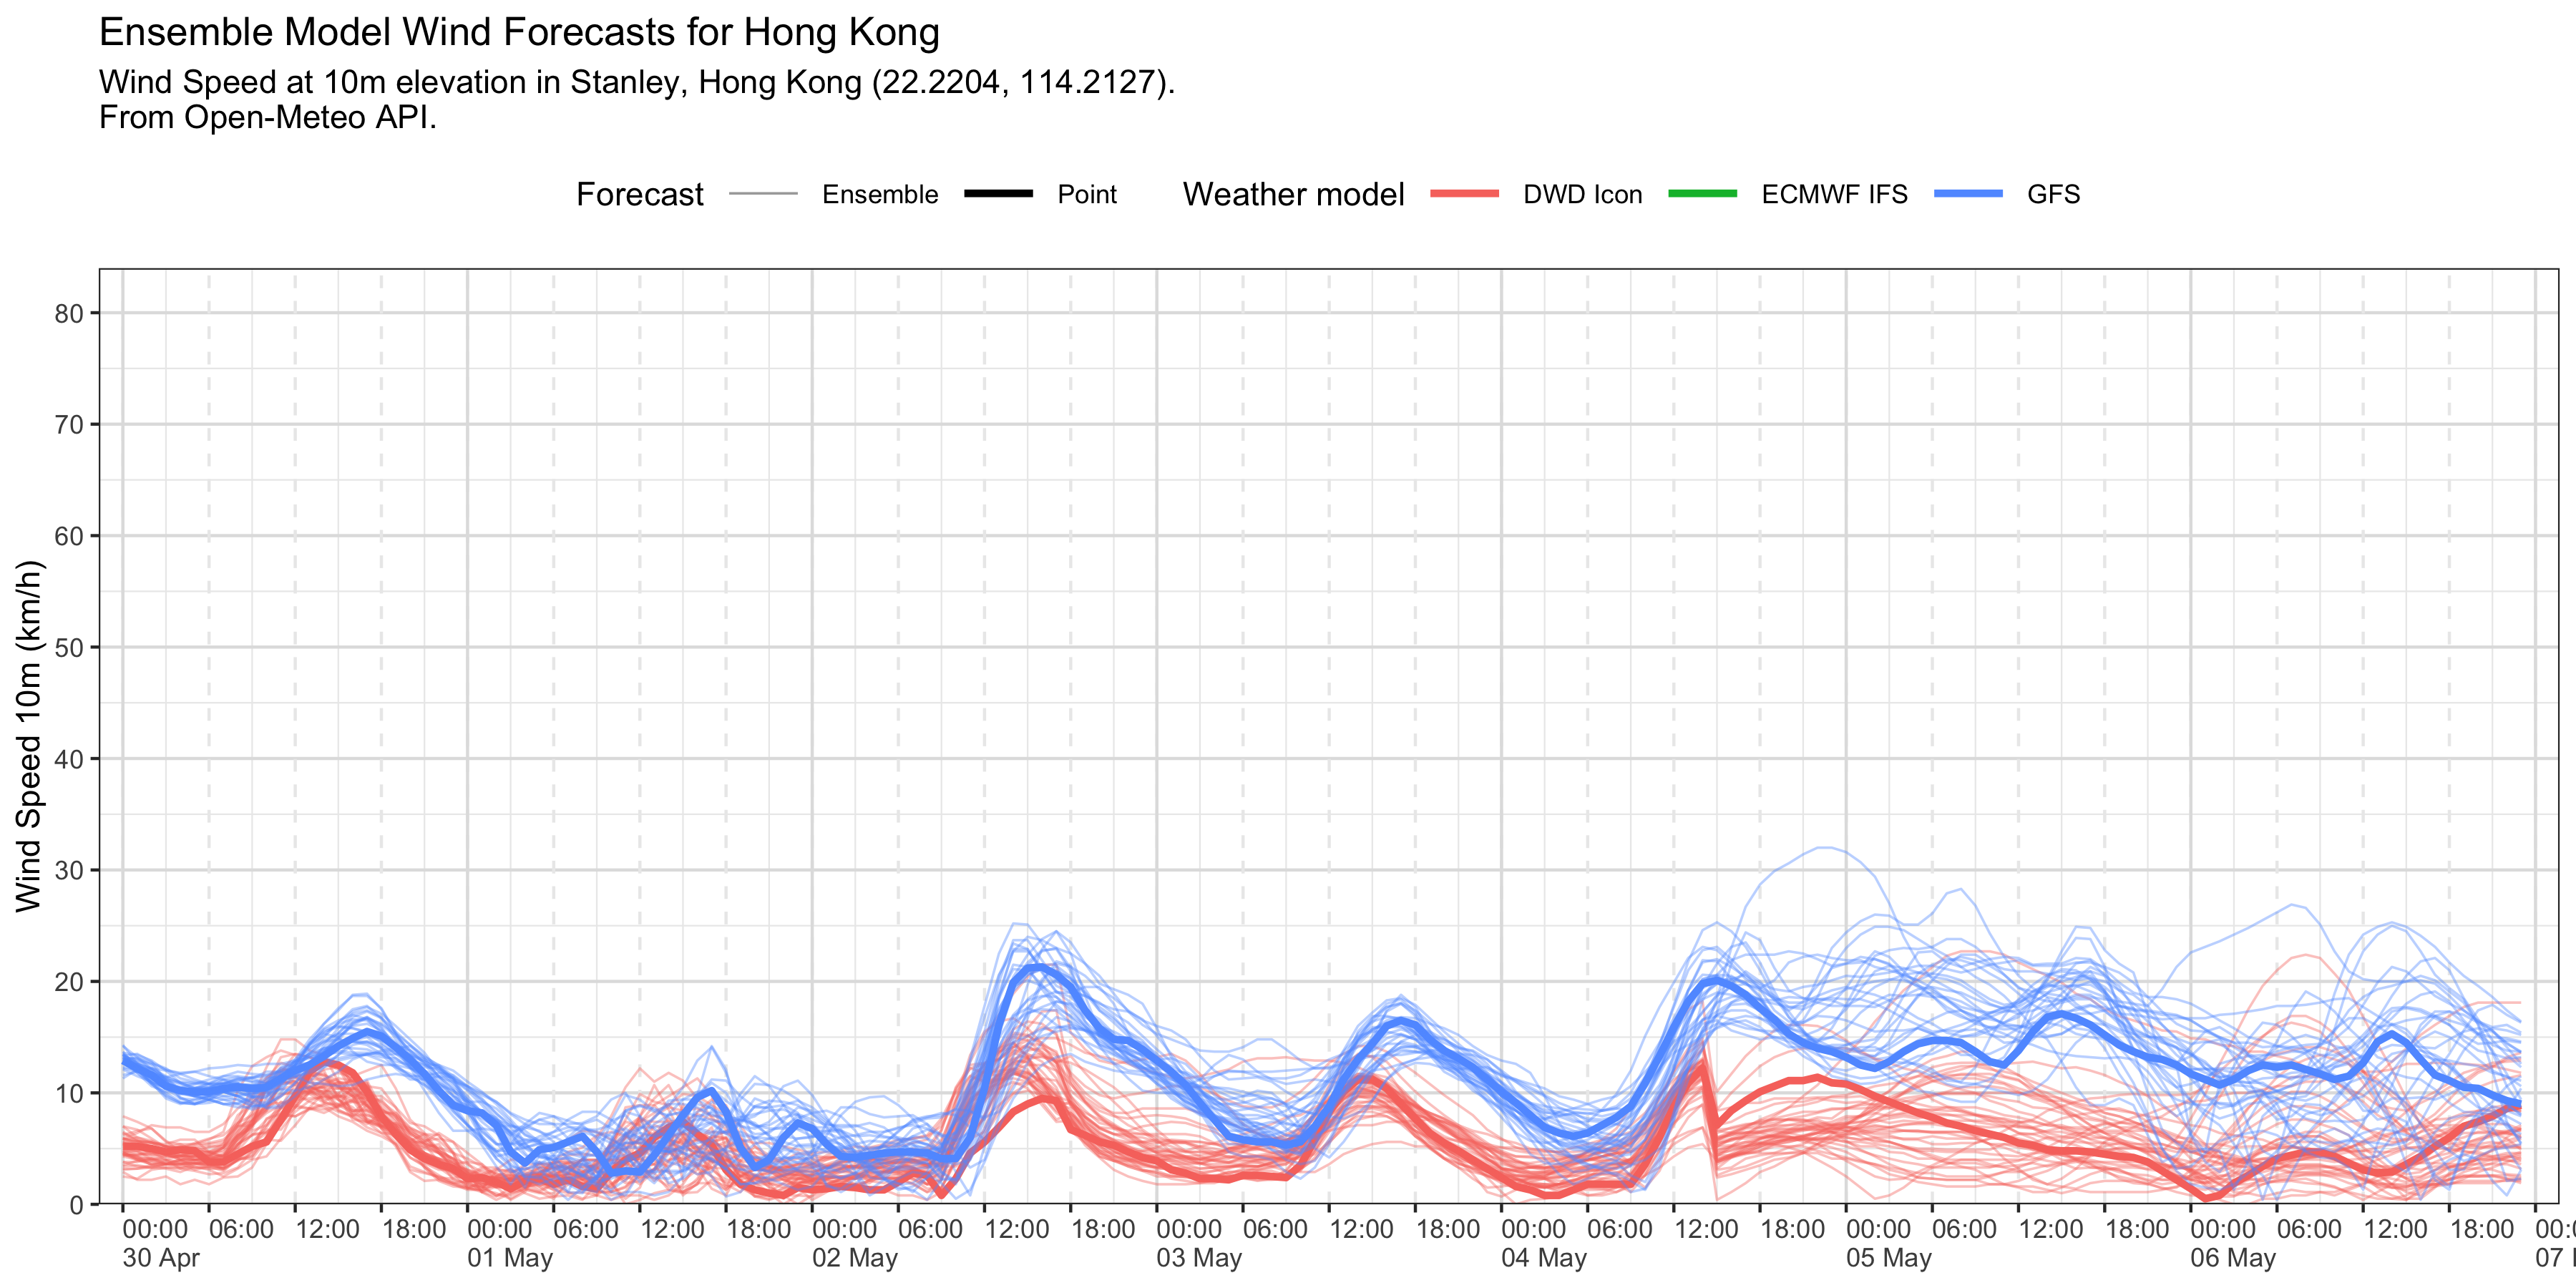 Ensemble Model Wind Forecasts for Hong Kong
Wind Speed at 10m elevation in Stanley, Hong Kong (22.2204, 114.2127).
From Open-Meteo API.
Forecast Ensemble Point Weather model DWD Icon ECMWF IFS GFS
Wind Speed 10m (km/h)
80
70
60
50
40
30
20
10
0
00:00 06:00 12:00 18:00 00:00 06:00 12:00 18:00 00:00 06:00 12:00 18:00 00:00 06:00 12:00 18:00 00:00 06:00 12:00 18:00 00:00 06:00 12:00 18:00 00:00 06:00 12:00 18:00
30 Apr 01 May 02 May 03 May 04 May 05 May 06 May 07